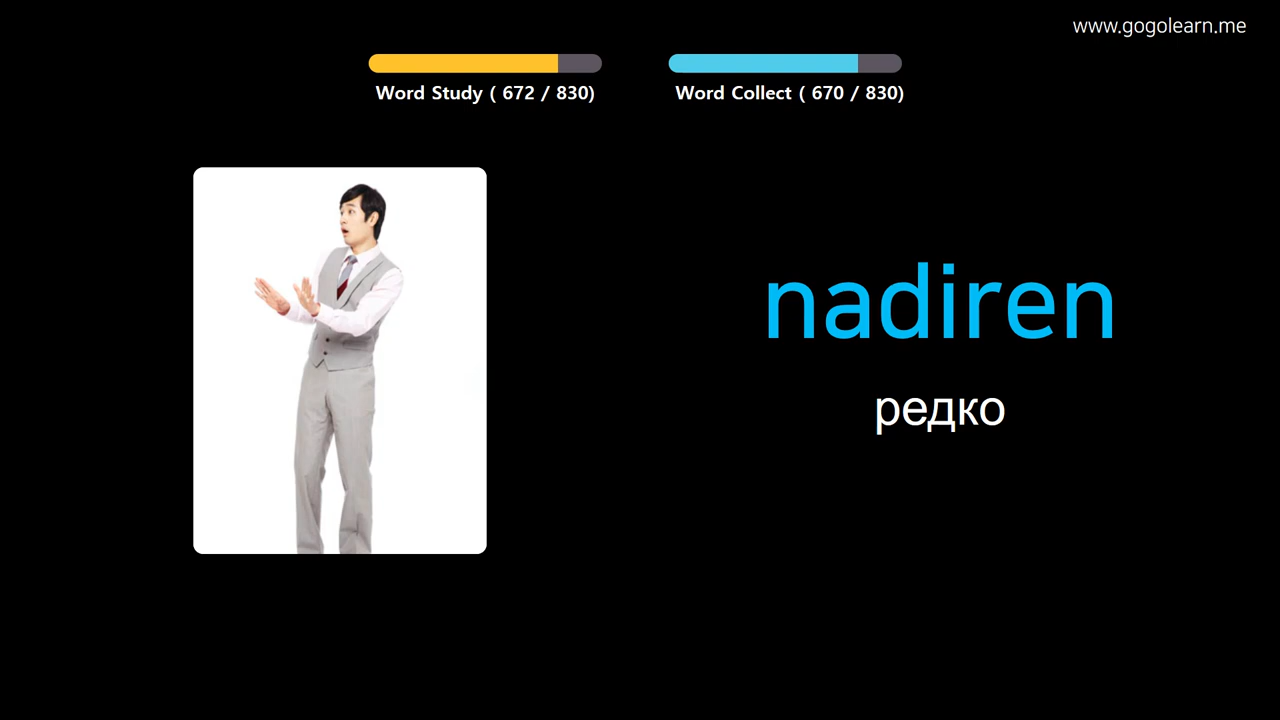 www.gogolearn.me
Word Study ( 672 / 830)
Word Collect ( 670 / 830)
nadiren
редко